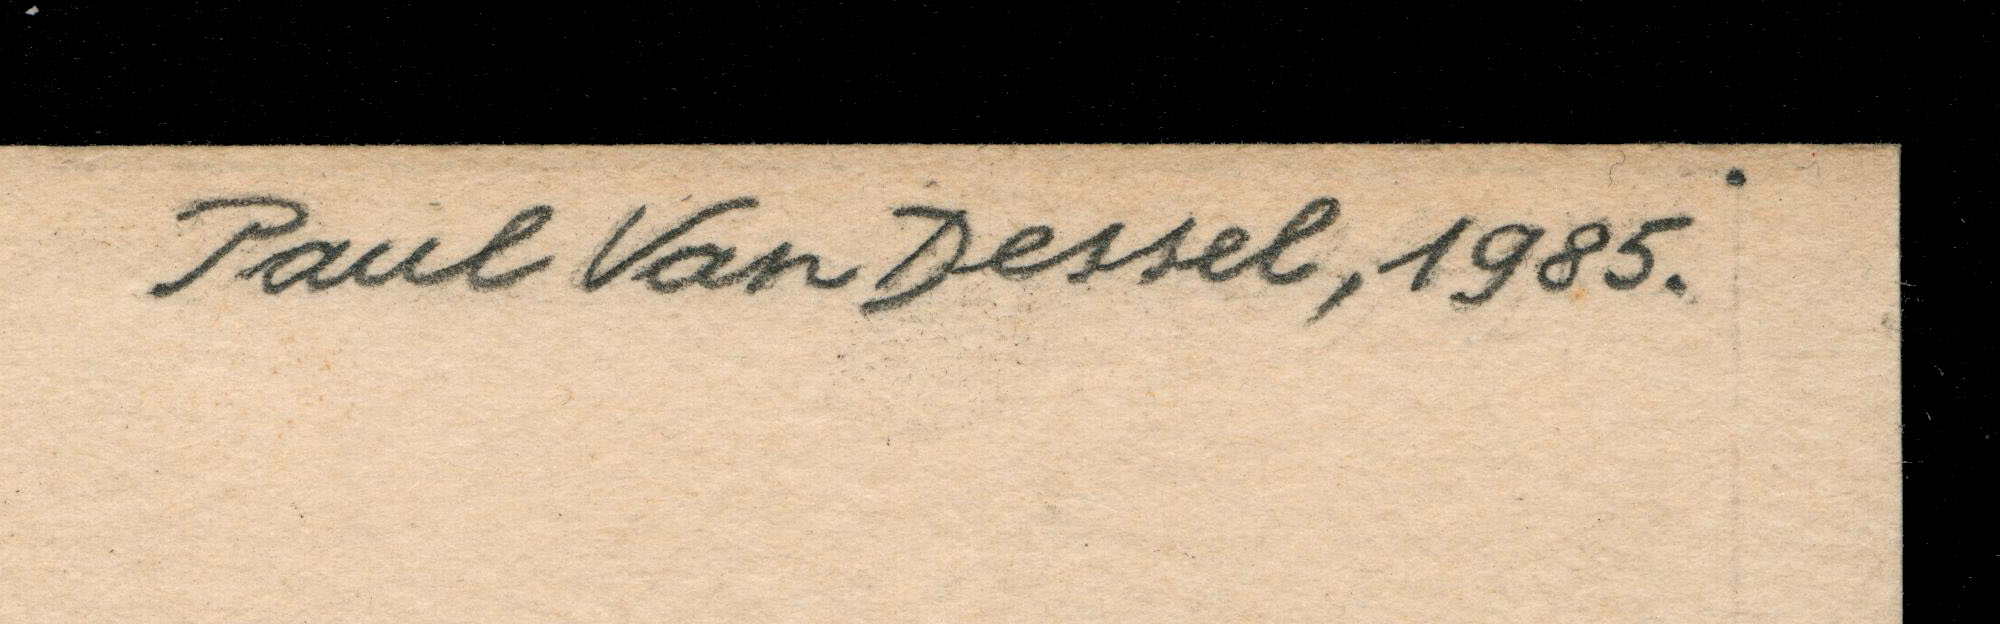 Paul Van Dessel, 1985.